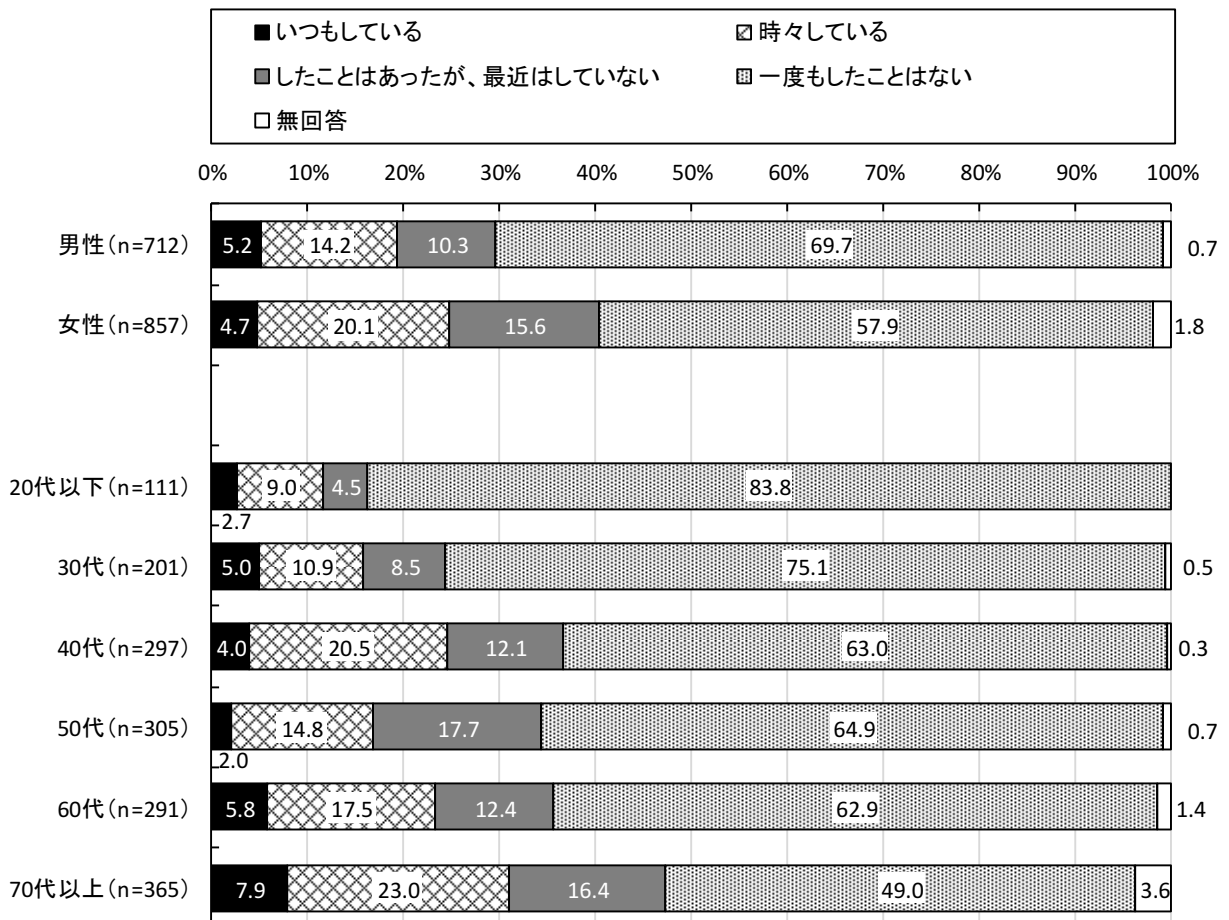 いつもしている 時々している
したことはあったが、最近はしていない 一度もしたことはない
無回答
0% 10% 20% 30% 40% 50% 60% 70% 80% 90% 100%
男性(n=712) 5.2 14.2 10.3 69.7 0.7
女性(n=857) 4.7 20.1 15.6 57.9 1.8
20代以下(n=111) 9.0 4.5 83.8
2.7
30代(n=201) 5.0 10.9 8.5 75.1 0.5
40代(n=297) 4.0 20.5 12.1 63.0 0.3
50代(n=305) 14.8 17.7 64.9 0.7
2.0
60代(n=291) 5.8 17.5 12.4 62.9 1.4
70代以上(n=365) 7.9 23.0 16.4 49.0 3.6